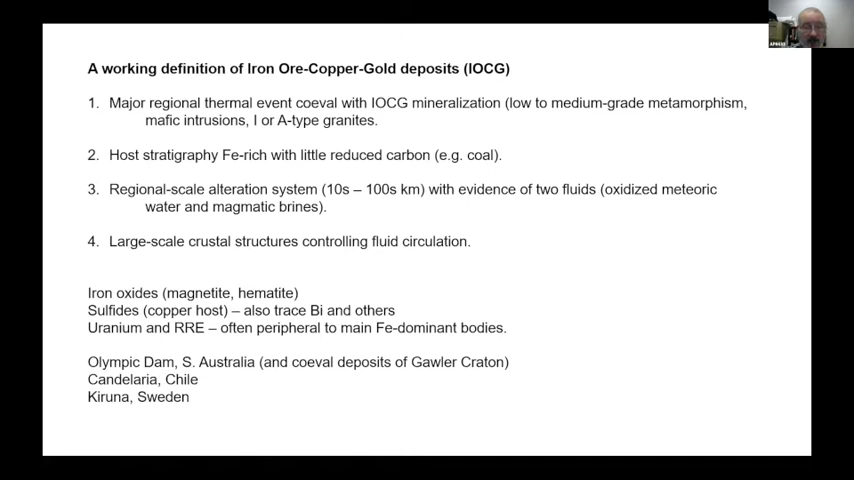 A working definition of Iron Ore-Copper-Gold deposits (IOCG)
1. Major regional thermal event coeval with IOCG mineralization (low to medium-grade metamorphism,
mafic intrusions, I or A-type granites.
2. Host stratigraphy Fe-rich with little reduced carbon (e.g. coal).
3. Regional-scale alteration system (10s – 100s km) with evidence of two fluids (oxidized meteoric
water and magmatic brines).
4. Large-scale crustal structures controlling fluid circulation.
Iron oxides (magnetite, hematite)
Sulfides (copper host) – also trace Bi and others
Uranium and RRE – often peripheral to main Fe-dominant bodies.
Olympic Dam, S. Australia (and coeval deposits of Gawler Craton)
Candelaria, Chile
Kiruna, Sweden